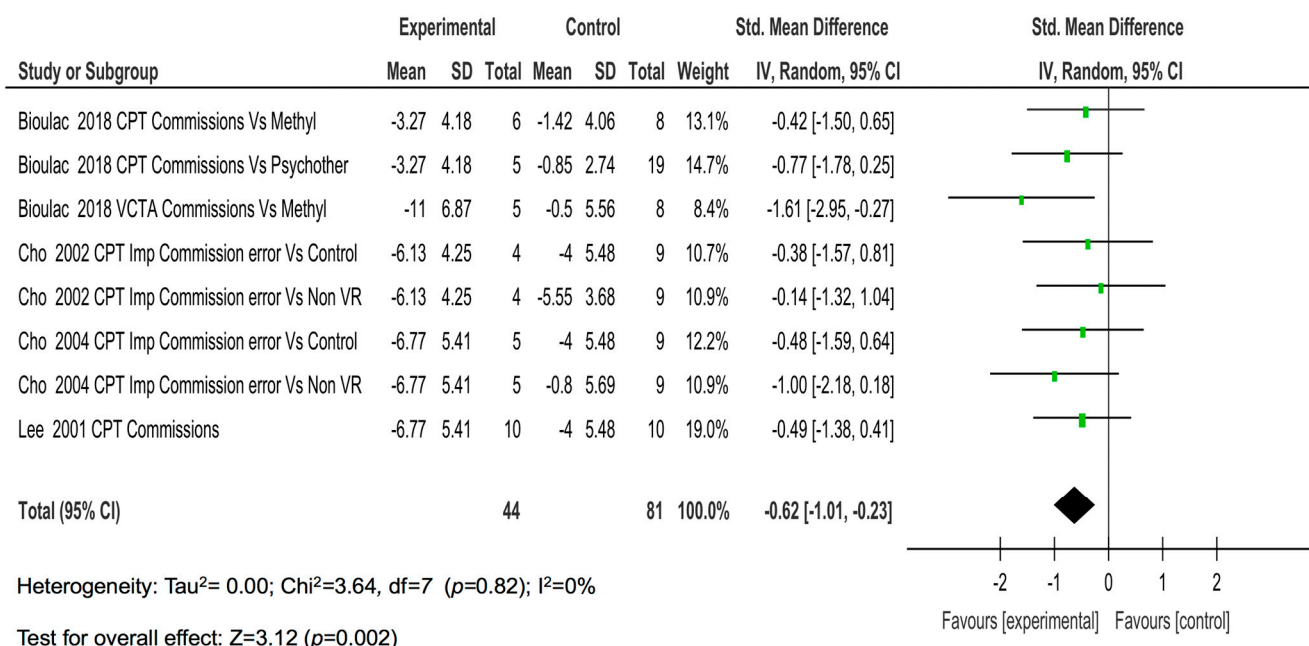 Experimental Control Std. Mean Difference Std. Mean Difference
Study or Subgroup Mean SD Total Mean SD Total Weight IV, Random, 95% CI IV, Random, 95% CI
Bioulac 2018 CPT Commissions Vs Methyl -3.27 4.18 6 -1.42 4.06 8 13.1% -0.42 [-1.50, 0.65]
Bioulac 2018 CPT Commissions Vs Psychother -3.27 4.18 5 -0.85 2.74 19 14.7% -0.77 [-1.78, 0.25]
Bioulac 2018 VCTA Commissions Vs Methyl -11 6.87 5 -0.5 5.56 8 8.4% -1.61 [-2.95, -0.27]
Cho 2002 CPT Imp Commission error Vs Control -6.13 4.25 4 -4 5.48 9 10.7% -0.38 [-1.57, 0.81]
Cho 2002 CPT Imp Commission error Vs Non VR -6.13 4.25 4 -5.55 3.68 9 10.9% -0.14 [-1.32, 1.04]
Cho 2004 CPT Imp Commission error Vs Control -6.77 5.41 5 -4 5.48 9 12.2% -0.48 [-1.59, 0.64]
Cho 2004 CPT Imp Commission error Vs Non VR -6.77 5.41 5 -0.8 5.69 9 10.9% -1.00 [-2.18, 0.18]
Lee 2001 CPT Commissions -6.77 5.41 10 -4 5.48 10 19.0% -0.49 [-1.38, 0.41]
Total (95% CI) 44 81 100.0% -0.62 [-1.01, -0.23]
Heterogeneity: Tau²= 0.00; Chi²=3.64, df=7 (p=0.82); I²=0%
Test for overall effect: Z=3.12 (p=0.002)
-2 -1 0 1 2
Favours [experimental] Favours [control]